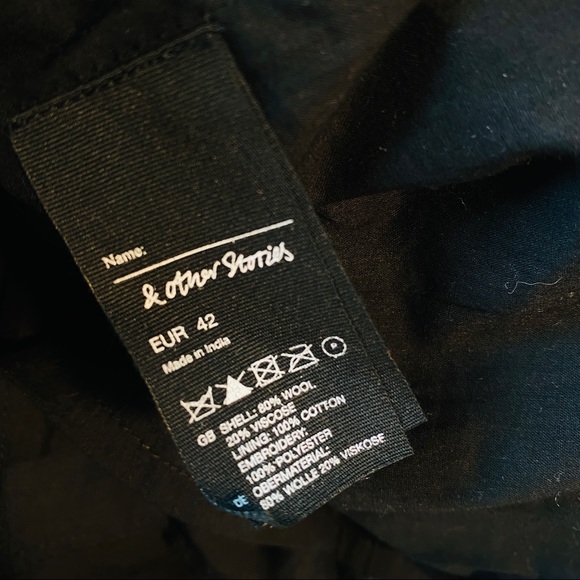 Name:
& Other Stories
EUR 42
Made in India
P
GB SHELL: 80% WOOL
20% VISCOSE
LINING: 100% COTTON
EMBROIDERY:
100% POLYESTER
DE OBERMATERIAL:
80% WOLLE 20% VISKOSE